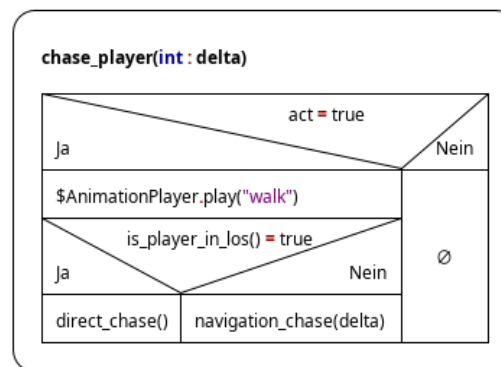 chase_player(int : delta)
act = true
Ja
Nein
$AnimationPlayer.play("walk")
is_player_in_los() = true
Ja
Nein
∅
direct_chase()
navigation_chase(delta)